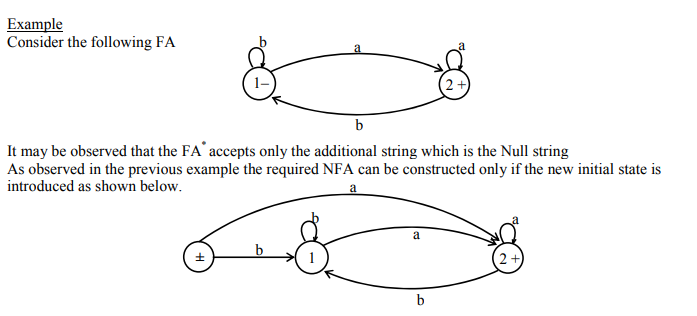 Example
Consider the following FA
b
a
a
1–
2 +
b
It may be observed that the FA* accepts only the additional string which is the Null string
As observed in the previous example the required NFA can be constructed only if the new initial state is
introduced as shown below.
a
b
a
a
b
±
1
2 +
b